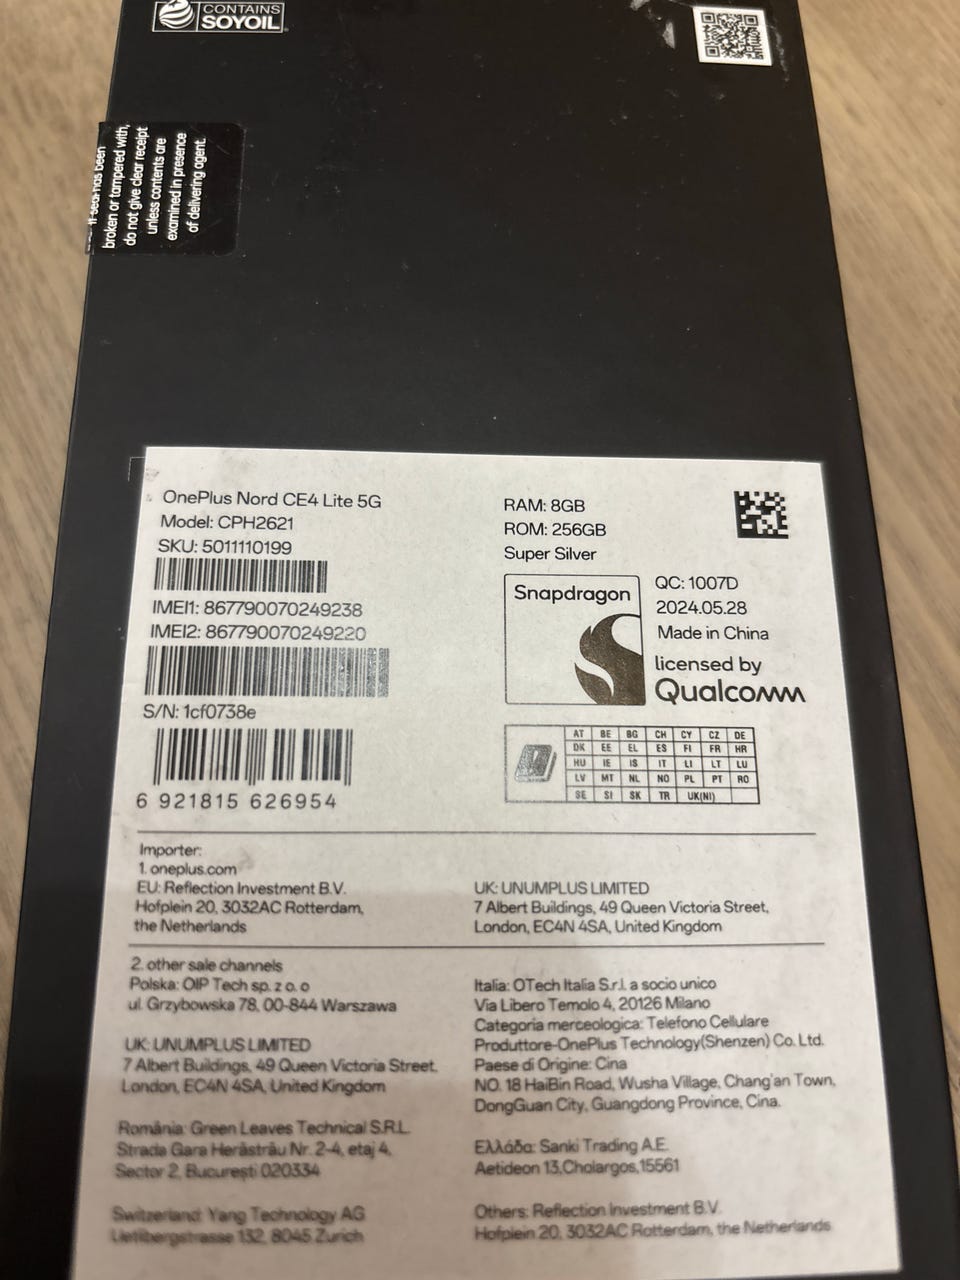 CONTAINS
SOYOIL
If seal has been
broken or tampered with,
do not give clear receipt
unless contents are
examined in presence
of delivering agent.
OnePlus Nord CE4 Lite 5G
Model: CPH2621
SKU: 5011110199
IMEI1: 867790070249238
IMEI2: 867790070249220
S/N: 1cf0738e
6 921815 626954
RAM: 8GB
ROM: 256GB
Super Silver
Snapdragon
QC: 1007D
2024.05.28
Made in China
licensed by
Qualcomm
AT BE BG CH CY CZ DE
DK EE EL ES FI FR HR
HU IE IS IT LI LT LU
LV MT NL NO PL PT RO
SE SI SK TR UK(NI)
Importer:
1. oneplus.com
EU: Reflection Investment B.V.
Hofplein 20, 3032AC Rotterdam,
the Netherlands
UK: UNUMPLUS LIMITED
7 Albert Buildings, 49 Queen Victoria Street,
London, EC4N 4SA, United Kingdom
2. other sale channels
Polska: OIP Tech sp. z o. o
ul. Grzybowska 78, 00-844 Warszawa
UK: UNUMPLUS LIMITED
7 Albert Buildings, 49 Queen Victoria Street,
London, EC4N 4SA, United Kingdom
România: Green Leaves Technical S.R.L.
Strada Gara Herăstrău Nr. 2-4, etaj 4,
Sector 2, Bucureşti 020334
Switzerland: Yang Technology AG
Lietlibergstrasse 132, 8045 Zurich
Italia: OTech Italia S.r.l. a socio unico
Via Libero Temolo 4, 20126 Milano
Categoria merceologica: Telefono Cellulare
Produttore-OnePlus Technology(Shenzen) Co. Ltd.
Paese di Origine: Cina
NO. 18 HaiBin Road, Wusha Village, Chang'an Town,
DongGuan City, Guangdong Province, Cina.
Ελλάδα: Sanki Trading A.E.
Aetideon 13,Cholargos,15561
Others: Reflection Investment B.V.
Hofplein 20, 3032AC Rotterdam, the Netherlands